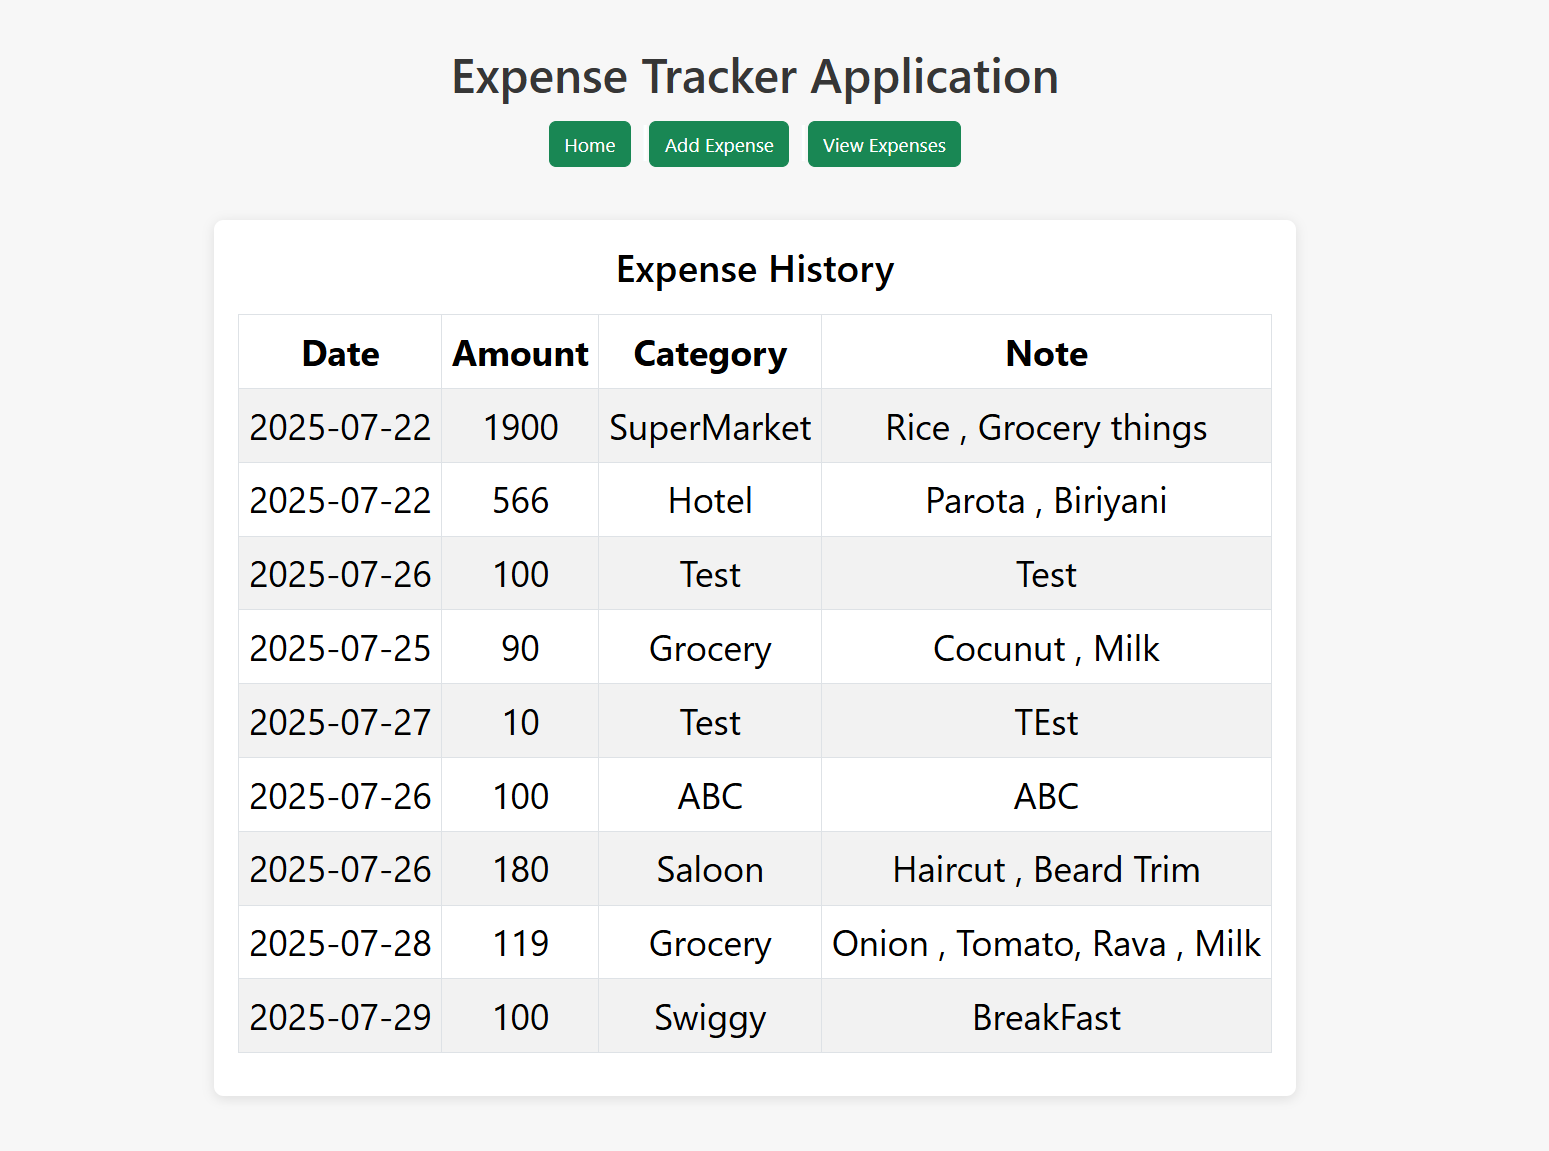 Expense Tracker Application
Home Add Expense View Expenses
Expense History
Date Amount Category Note
2025-07-22 1900 SuperMarket Rice , Grocery things
2025-07-22 566 Hotel Parota , Biriyani
2025-07-26 100 Test Test
2025-07-25 90 Grocery Cocunut , Milk
2025-07-27 10 Test TEst
2025-07-26 100 ABC ABC
2025-07-26 180 Saloon Haircut , Beard Trim
2025-07-28 119 Grocery Onion , Tomato, Rava , Milk
2025-07-29 100 Swiggy BreakFast